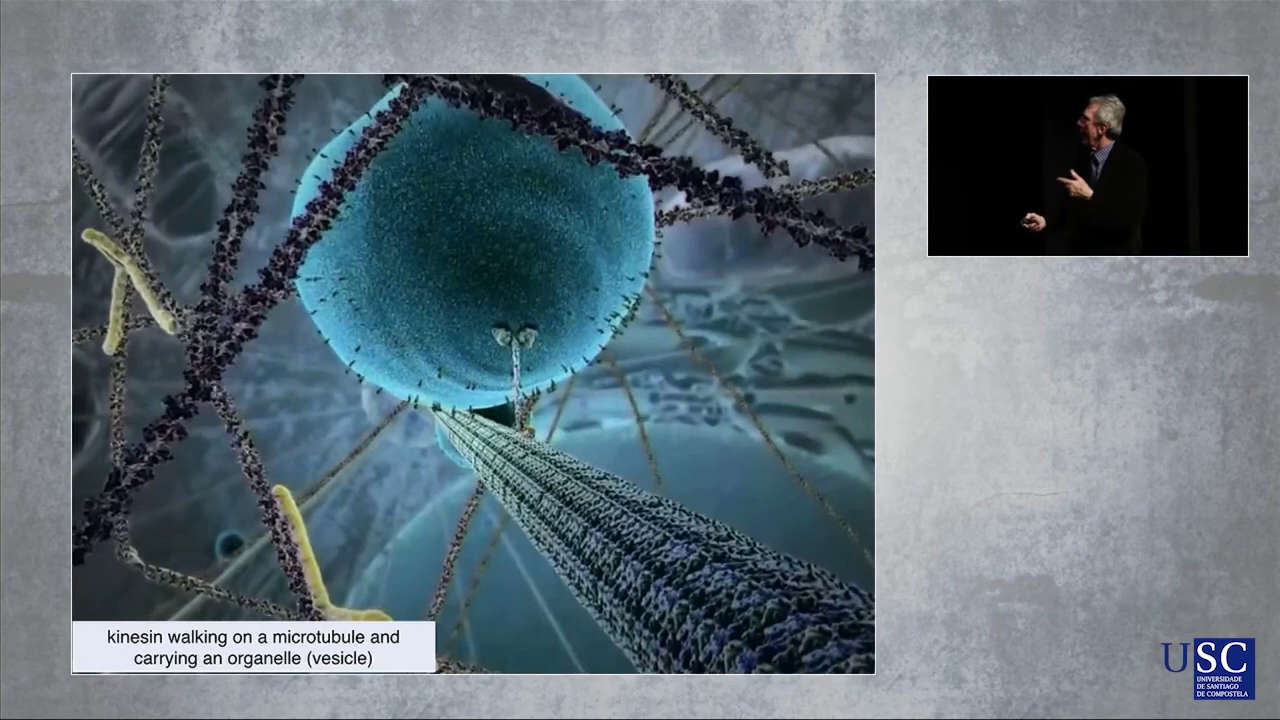 kinesin walking on a microtubule and
carrying an organelle (vesicle)
USC
UNIVERSIDADE
DE SANTIAGO
DE COMPOSTELA